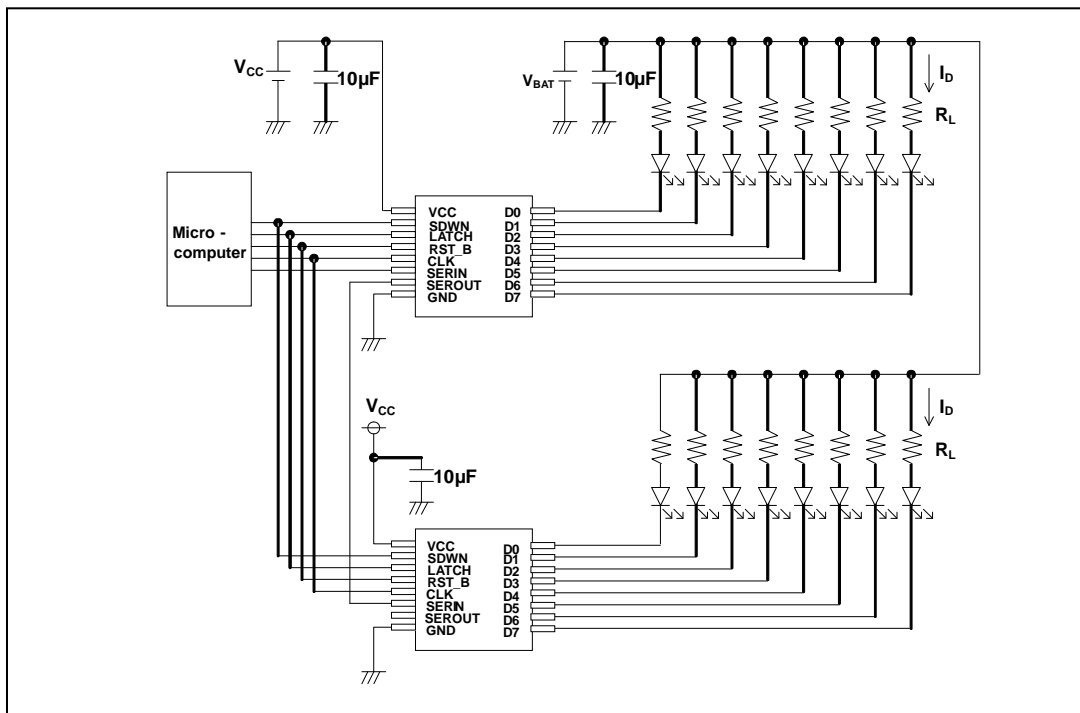 VCC
10μF
VBAT
10μF
ID
RL
Micro -
computer
VCC
SDWN
LATCH
RST_B
CLK
SERIN
SEROUT
GND
D0
D1
D2
D3
D4
D5
D6
D7
VCC
10μF
ID
RL
VCC
SDWN
LATCH
RST_B
CLK
SERIN
SEROUT
GND
D0
D1
D2
D3
D4
D5
D6
D7